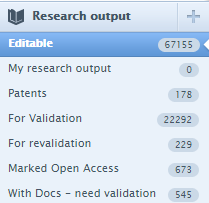 Research output
Editable 67155
My research output 0
Patents 178
For Validation 22292
For revalidation 229
Marked Open Access 673
With Docs - need validation 545